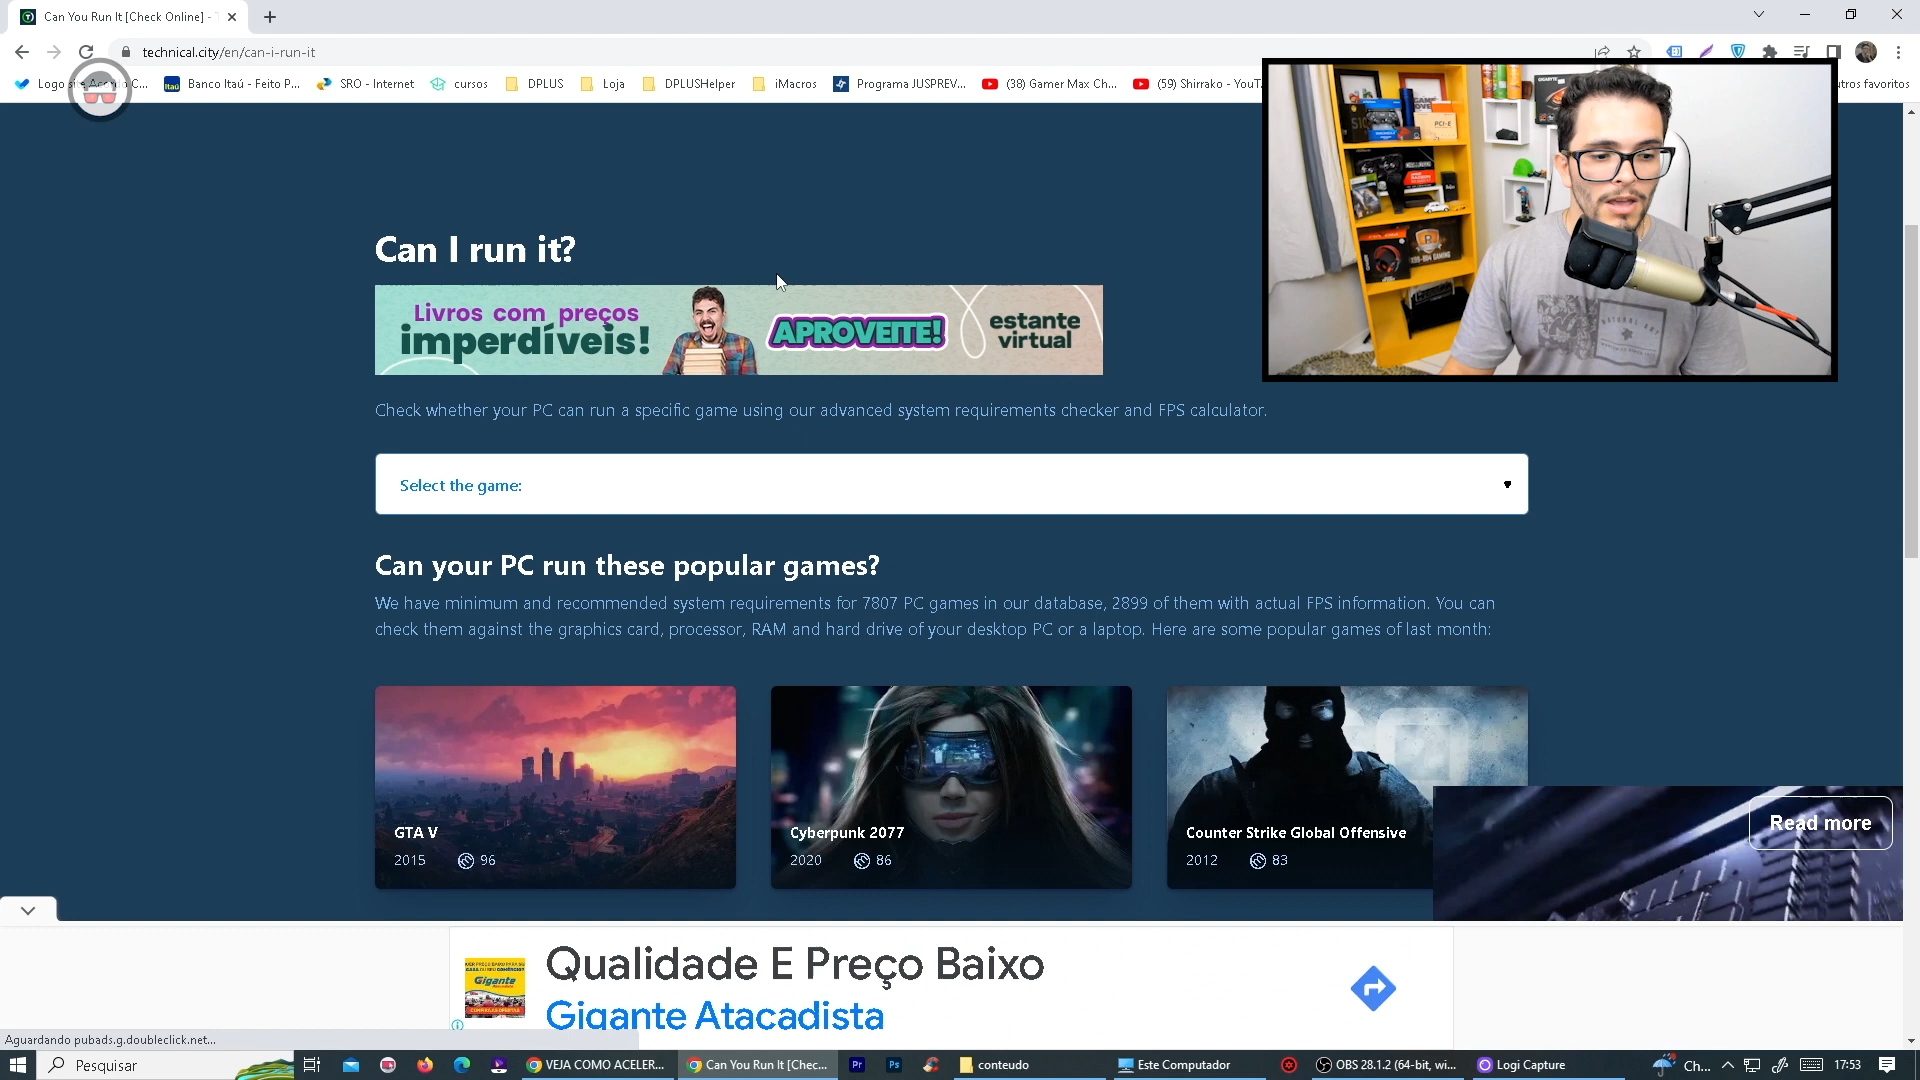 Can You Run It [Check Online] - T
technical.city/en/can-i-run-it
Banco Itaú - Feito P...
SRO - Internet
cursos
DPLUS
Loja
DPLUSHelper
iMacros
Programa JUSPREV...
(38) Gamer Max Ch...
(59) Shirrako - YouT
utros favoritos
Can I run it?
Livros com preços
imperdíveis!
APROVEITE!
estante
virtual
Check whether your PC can run a specific game using our advanced system requirements checker and FPS calculator.
Select the game:
Can your PC run these popular games?
We have minimum and recommended system requirements for 7807 PC games in our database, 2899 of them with actual FPS information. You can
check them against the graphics card, processor, RAM and hard drive of your desktop PC or a laptop. Here are some popular games of last month:
GTA V
2015 96
Cyberpunk 2077
2020 86
Counter Strike Global Offensive
2012 83
Read more
Qualidade E Preço Baixo
Gigante
Gigante Atacadista
Aguardando pubads.g.doubleclick.net...
Pesquisar
VEJA COMO ACELER...
Can You Run It [Chec...
Pr
Ps
conteudo
Este Computador
OBS 28.1.2 (64-bit, wi...
Logi Capture
Ch...
17:53